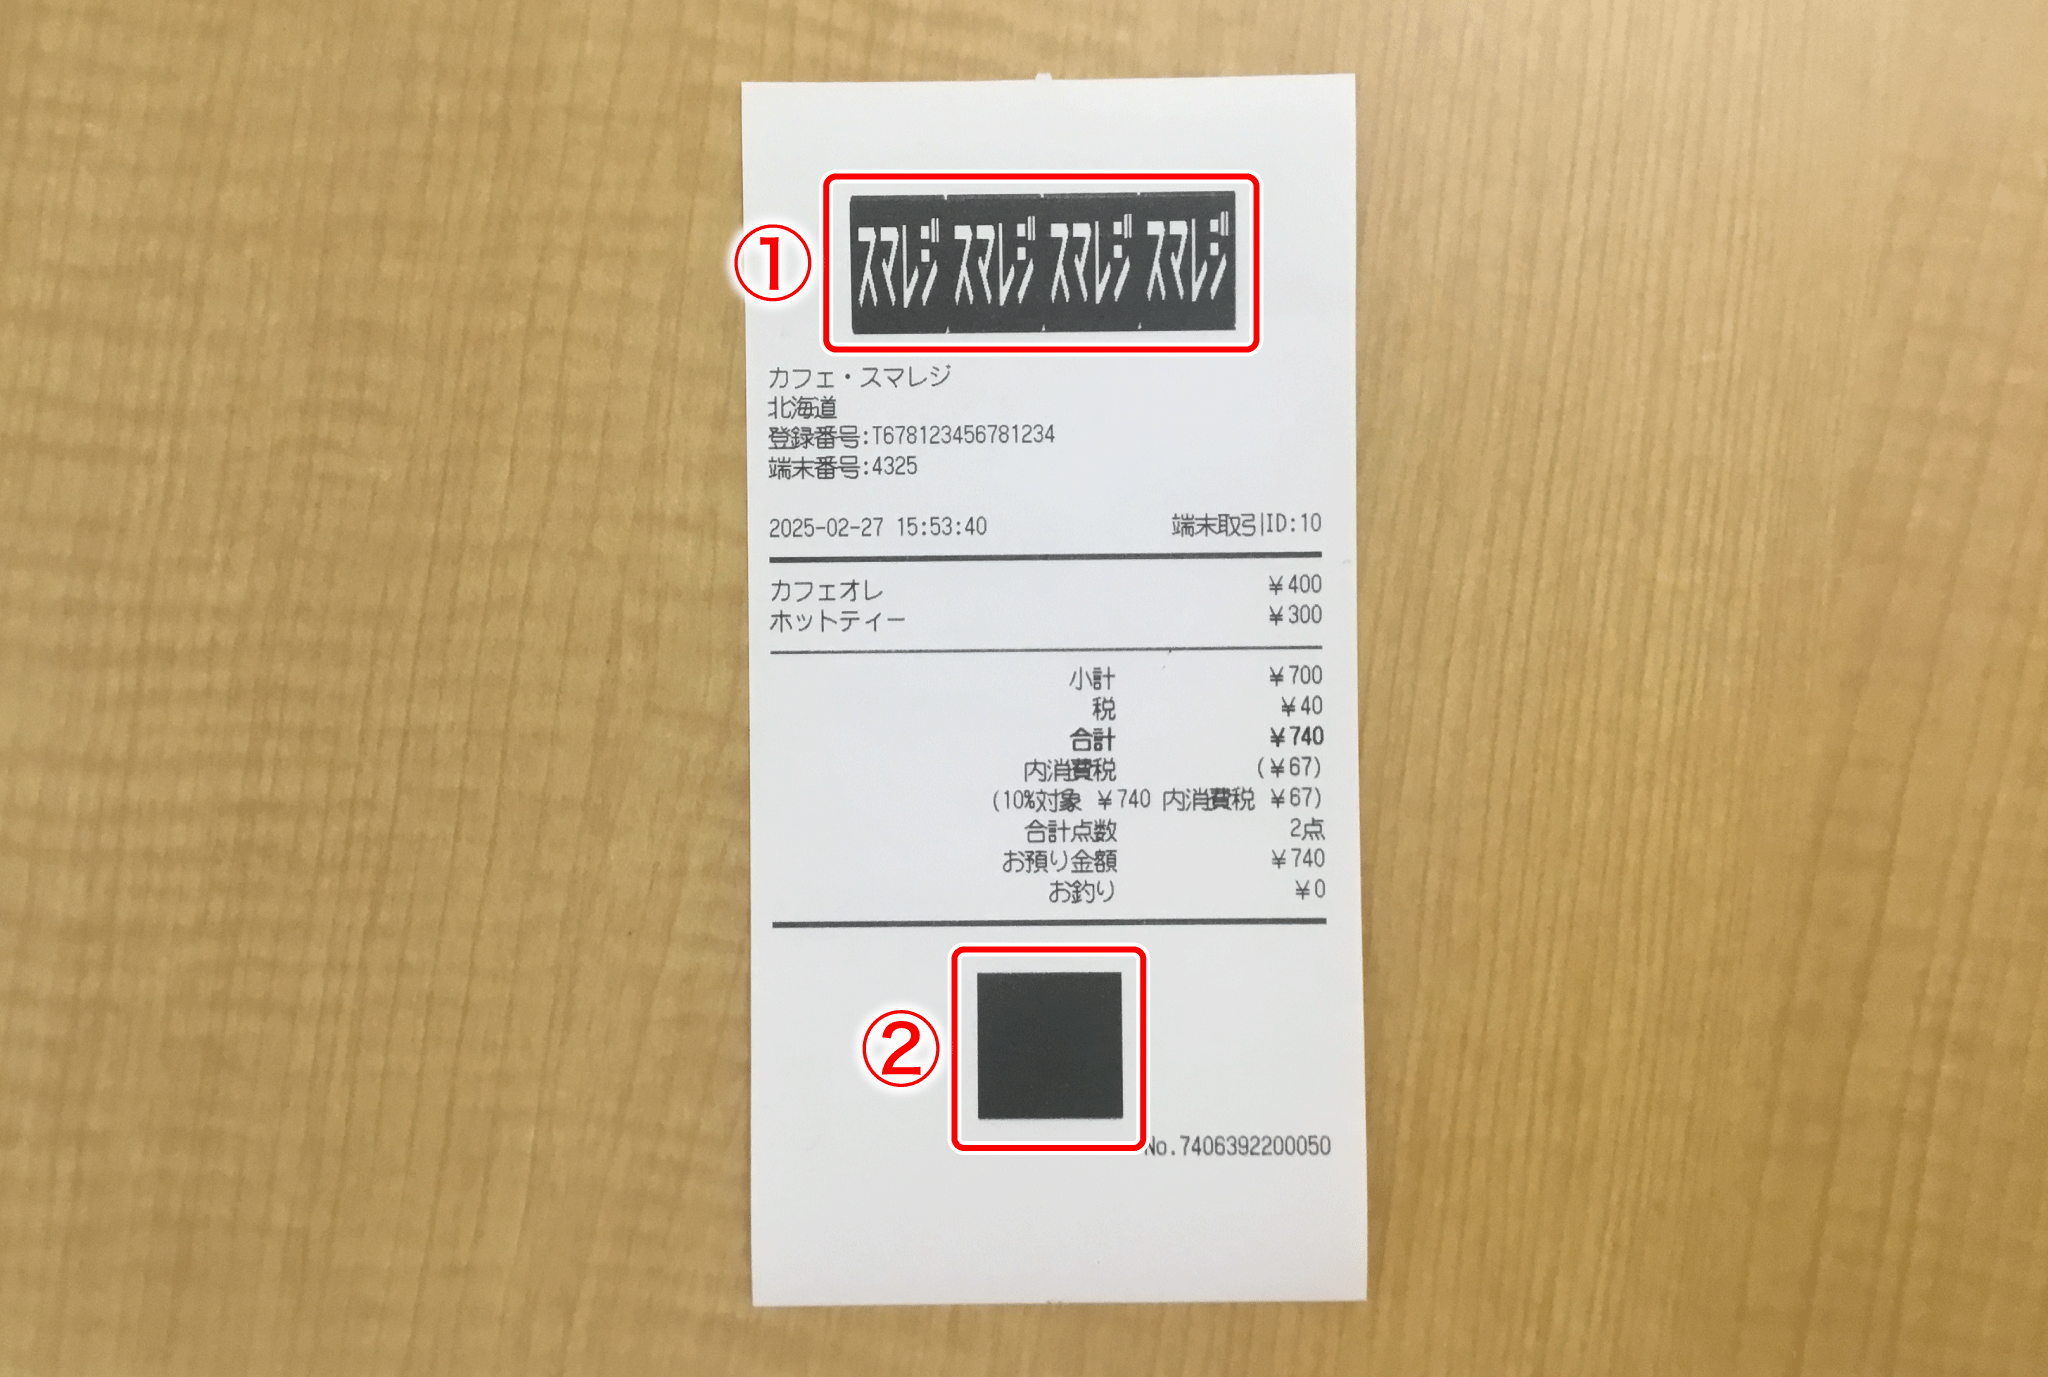 ①
スマレジ スマレジ スマレジ スマレジ
カフェ・スマレジ
北海道
登録番号:T678123456781234
端末番号:4325
2025-02-27 15:53:40 端末取引ID:10
カフェオレ ¥400
ホットティー ¥300
小計 ¥700
税 ¥40
合計 ¥740
内消費税 (¥67)
(10%対象 ¥740 内消費税 ¥67)
合計点数 2点
お預り金額 ¥740
お釣り ¥0
②
No.7406392200050